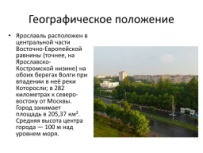 Географическое положение
• Ярославль расположен в
центральной части
Восточно-Европейской
равнины (точнее, на
Ярославско-
Костромской низине) на
обоих берегах Волги при
впадении в неё реки
Которосли; в 282
километрах к северо-
востоку от Москвы.
Город занимает
площадь в 205,37 км².
Средняя высота центра
города — 100 м над
уровнем моря.